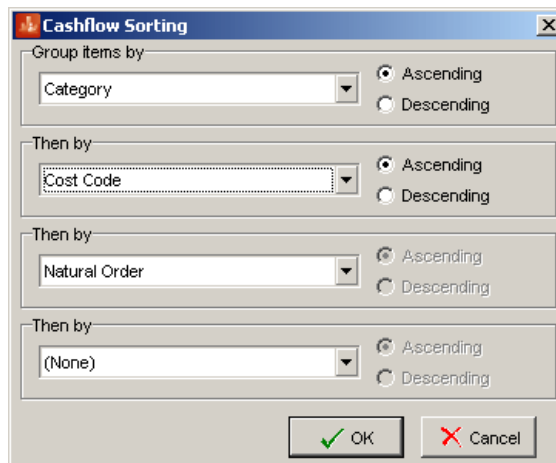 Cashflow Sorting
Group items by
Category
Ascending
Descending
Then by
Cost Code
Ascending
Descending
Then by
Natural Order
Ascending
Descending
Then by
(None)
Ascending
Descending
OK
Cancel